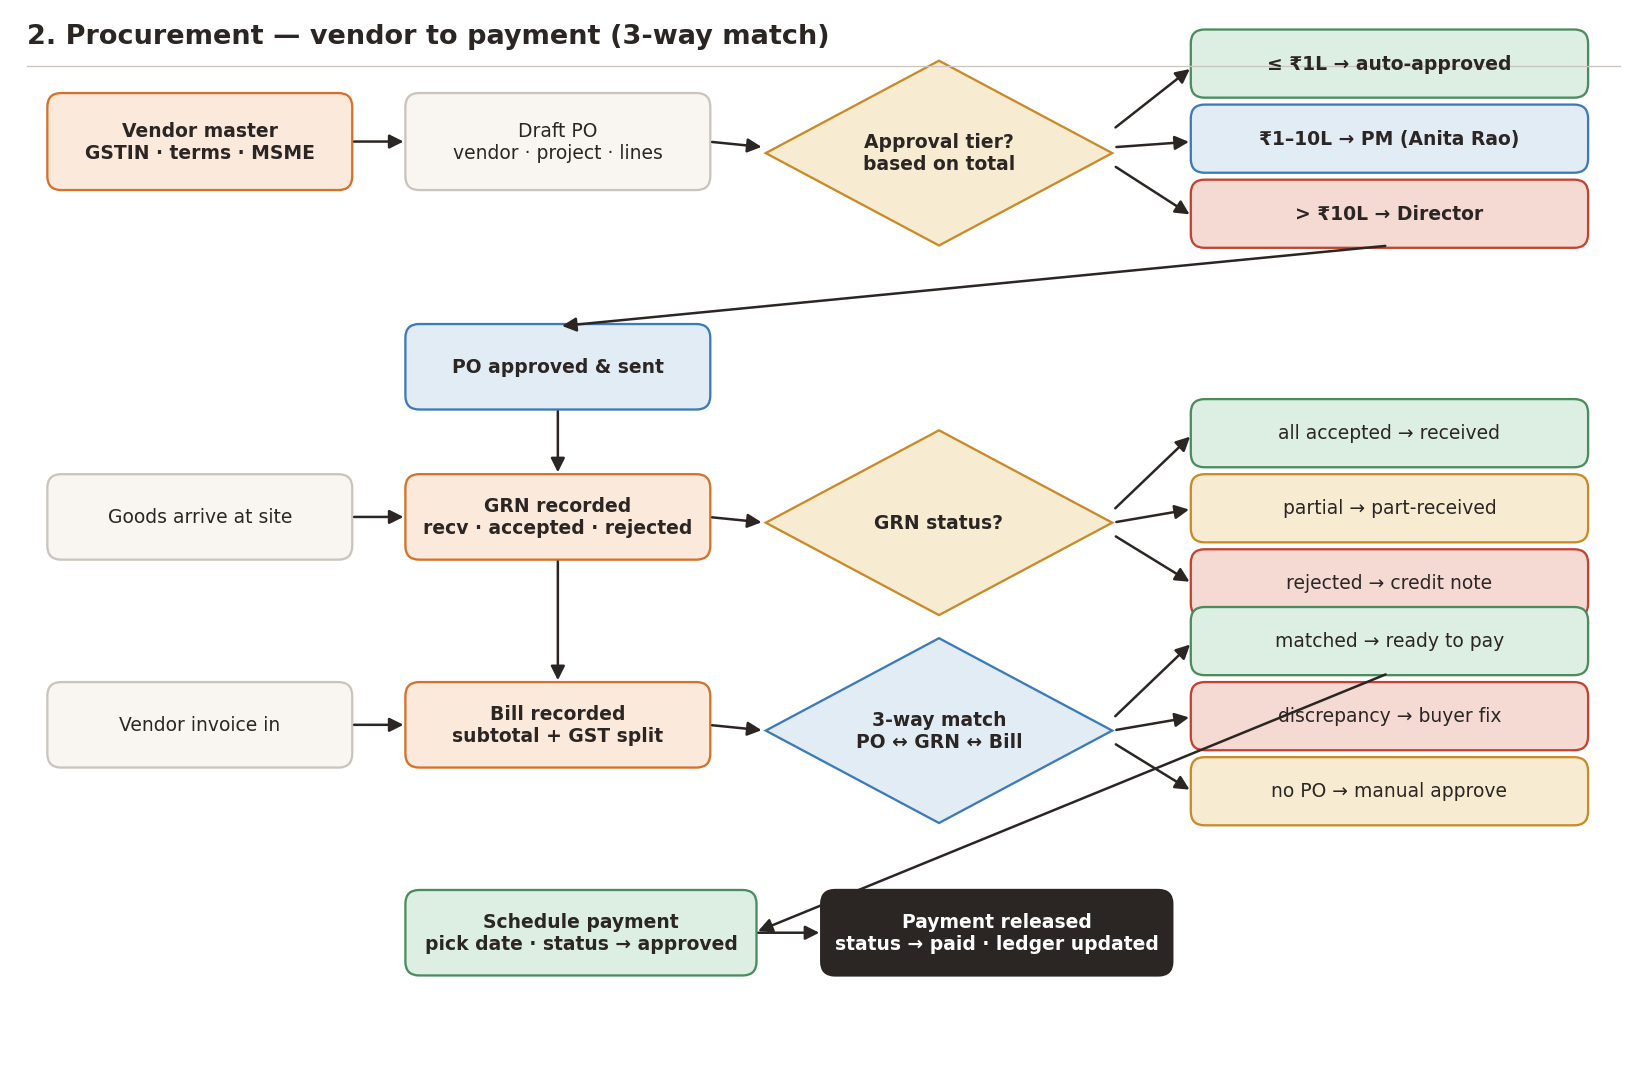 2. Procurement — vendor to payment (3-way match)
Vendor master
GSTIN · terms · MSME
Draft PO
vendor · project · lines
Approval tier?
based on total
≤ ₹1L → auto-approved
₹1–10L → PM (Anita Rao)
> ₹10L → Director
PO approved & sent
Goods arrive at site
GRN recorded
recv · accepted · rejected
GRN status?
all accepted → received
partial → part-received
rejected → credit note
Vendor invoice in
Bill recorded
subtotal + GST split
3-way match
PO ↔ GRN ↔ Bill
matched → ready to pay
discrepancy → buyer fix
no PO → manual approve
Schedule payment
pick date · status → approved
Payment released
status → paid · ledger updated